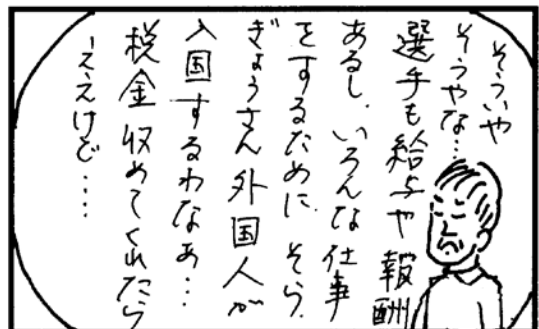 そういや
そうやな…
選手も給与や報酬
あるし、いろんな仕事
をするために、そら、
ぎょうさん外国人が
入国するわなあ…
税金収めてくれたら
ええけど‥‥